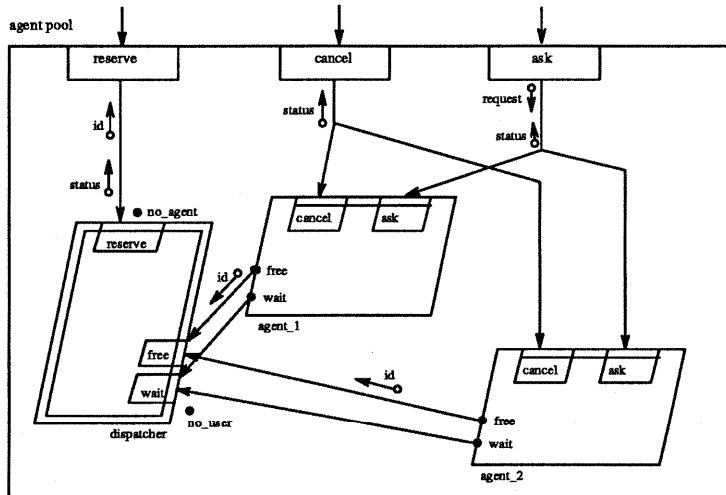 agent pool
reserve
cancel
ask
request
status
id
status
status
no_agent
reserve
cancel
ask
id
free
wait
agent_1
free
wait
id
cancel
ask
no_user
dispatcher
free
wait
agent_2